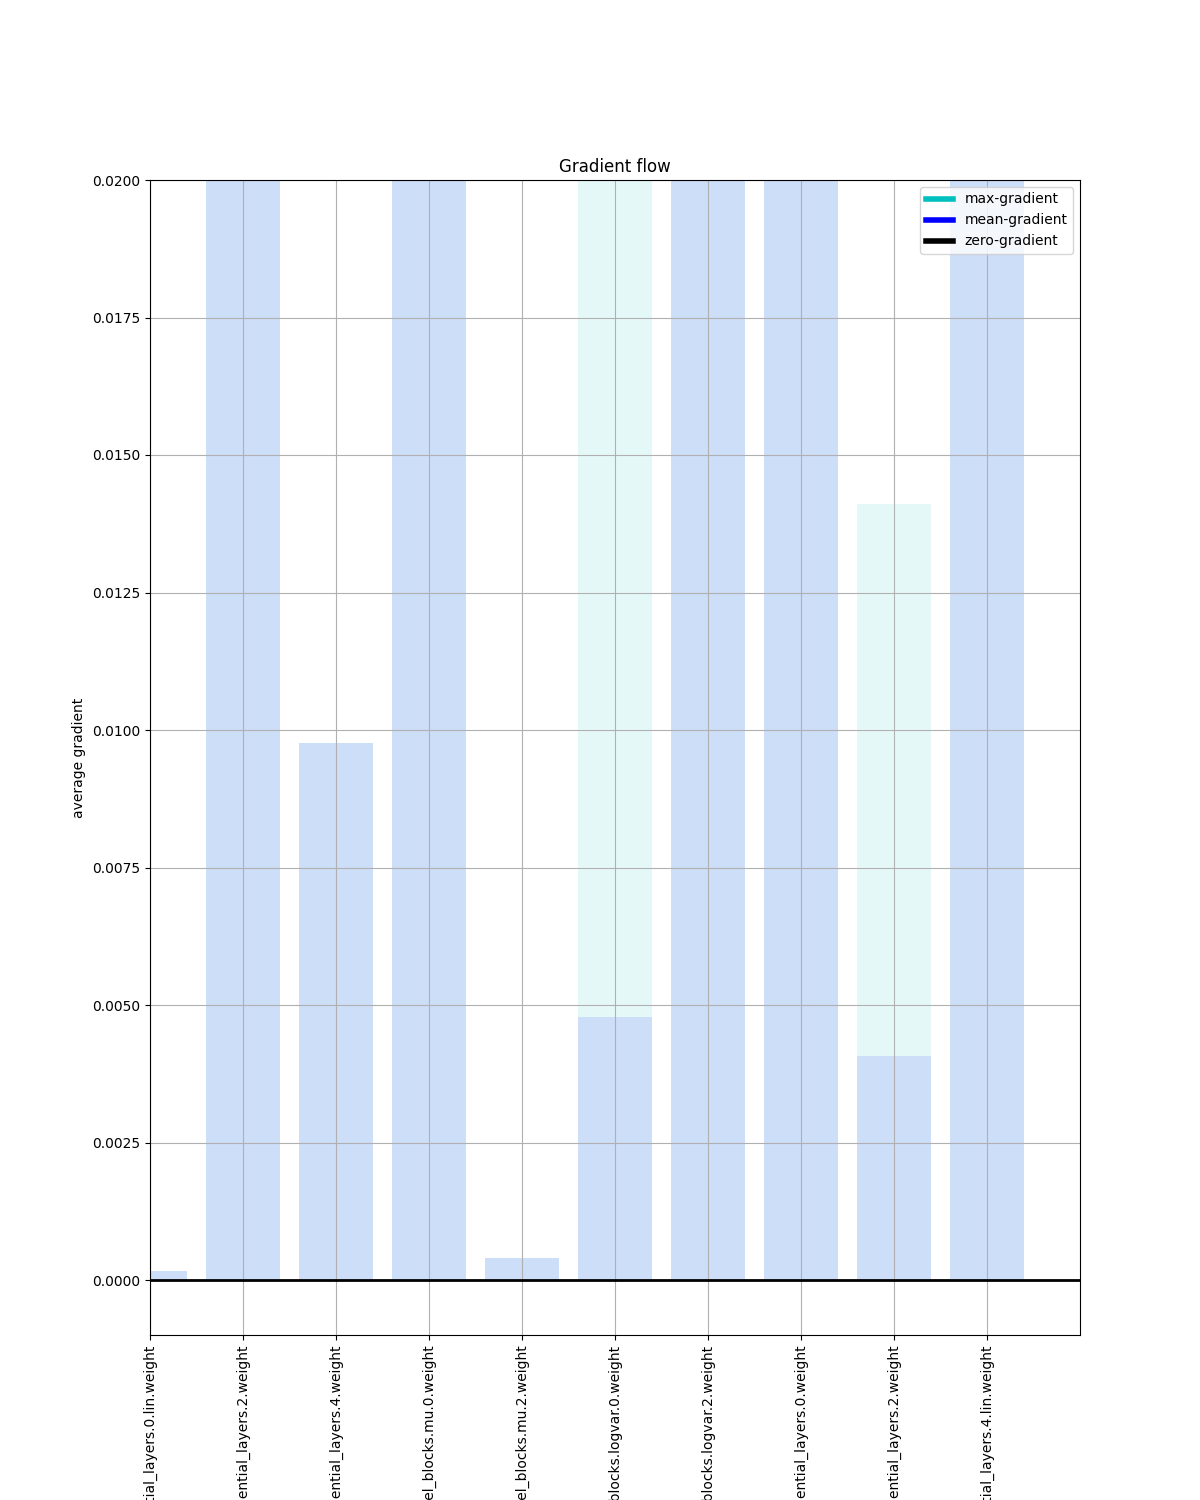 Gradient flow
max-gradient
mean-gradient
zero-gradient
0.0200
0.0175
0.0150
0.0125
0.0100
0.0075
0.0050
0.0025
0.0000
average gradient
tial_layers.0.lin.weight
ential_layers.2.weight
ential_layers.4.weight
el_blocks.mu.0.weight
el_blocks.mu.2.weight
blocks.logvar.0.weight
blocks.logvar.2.weight
ential_layers.0.weight
ential_layers.2.weight
tial_layers.4.lin.weight